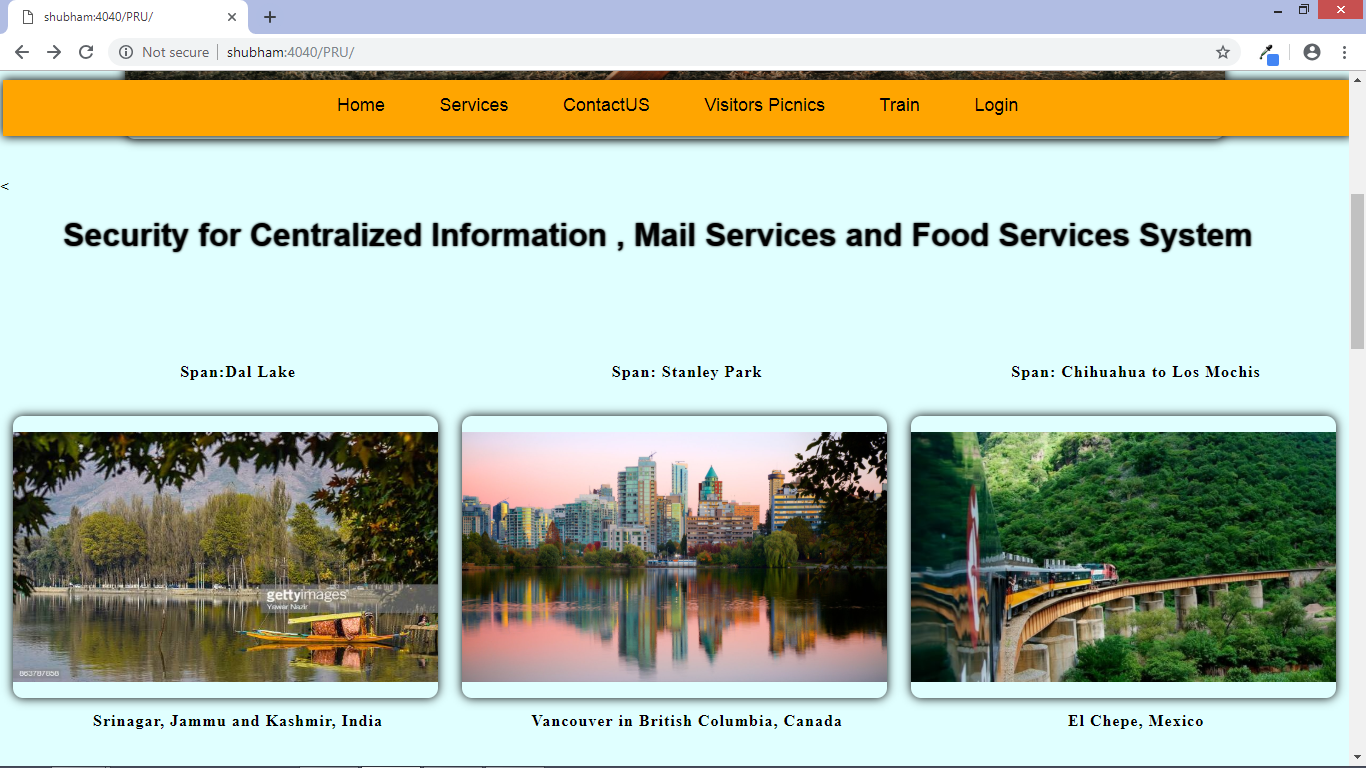 shubham:4040/PRU/
Not secure | shubham:4040/PRU/
Home Services ContactUS Visitors Picnics Train Login
<
Security for Centralized Information , Mail Services and Food Services System
Span:Dal Lake Span: Stanley Park Span: Chihuahua to Los Mochis
gettyimages
Yawar Nazir
863787656
Srinagar, Jammu and Kashmir, India Vancouver in British Columbia, Canada El Chepe, Mexico